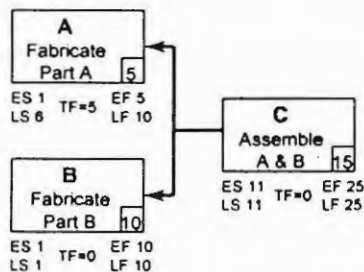 A
Fabricate
Part A
5
ES 1 TF=5 EF 5
LS 6 LF 10
B
Fabricate
Part B
10
ES 1 TF=0 EF 10
LS 1 LF 10
C
Assemble
A & B
15
ES 11 TF=0 EF 25
LS 11 LF 25